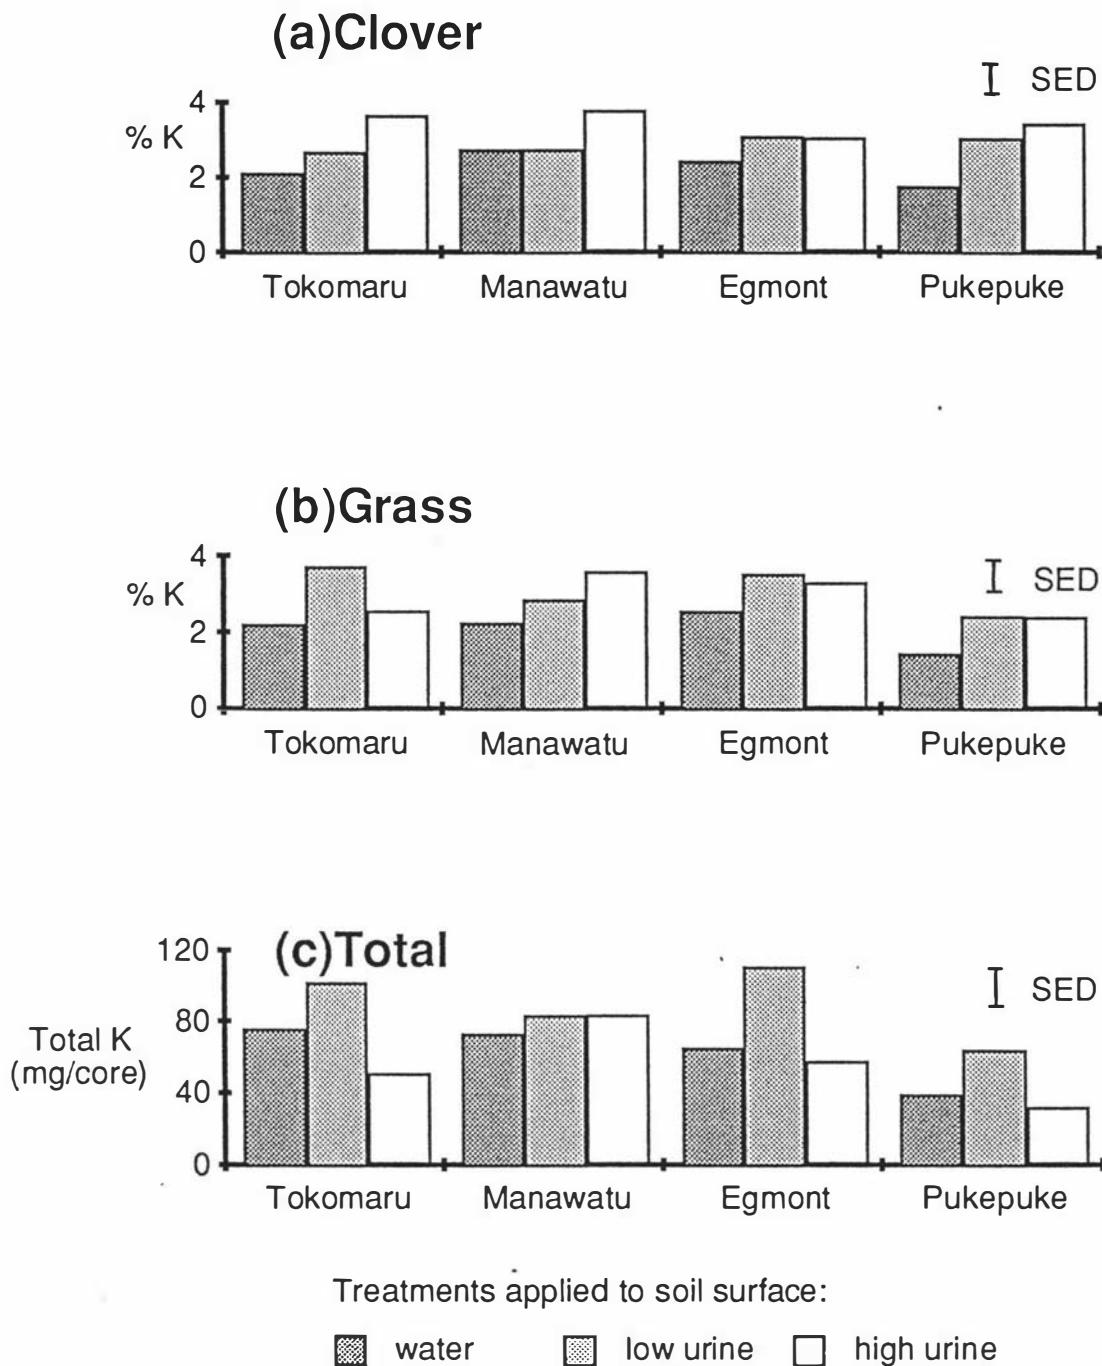 (a)Clover
SED
4
% K
2
0
Tokomaru Manawatu Egmont Pukepuke
(b)Grass
4
SED
% K
2
0
Tokomaru Manawatu Egmont Pukepuke
(c)Total
120
SED
80
Total K
(mg/core)
40
0
Tokomaru Manawatu Egmont Pukepuke
Treatments applied to soil surface:
water low urine high urine